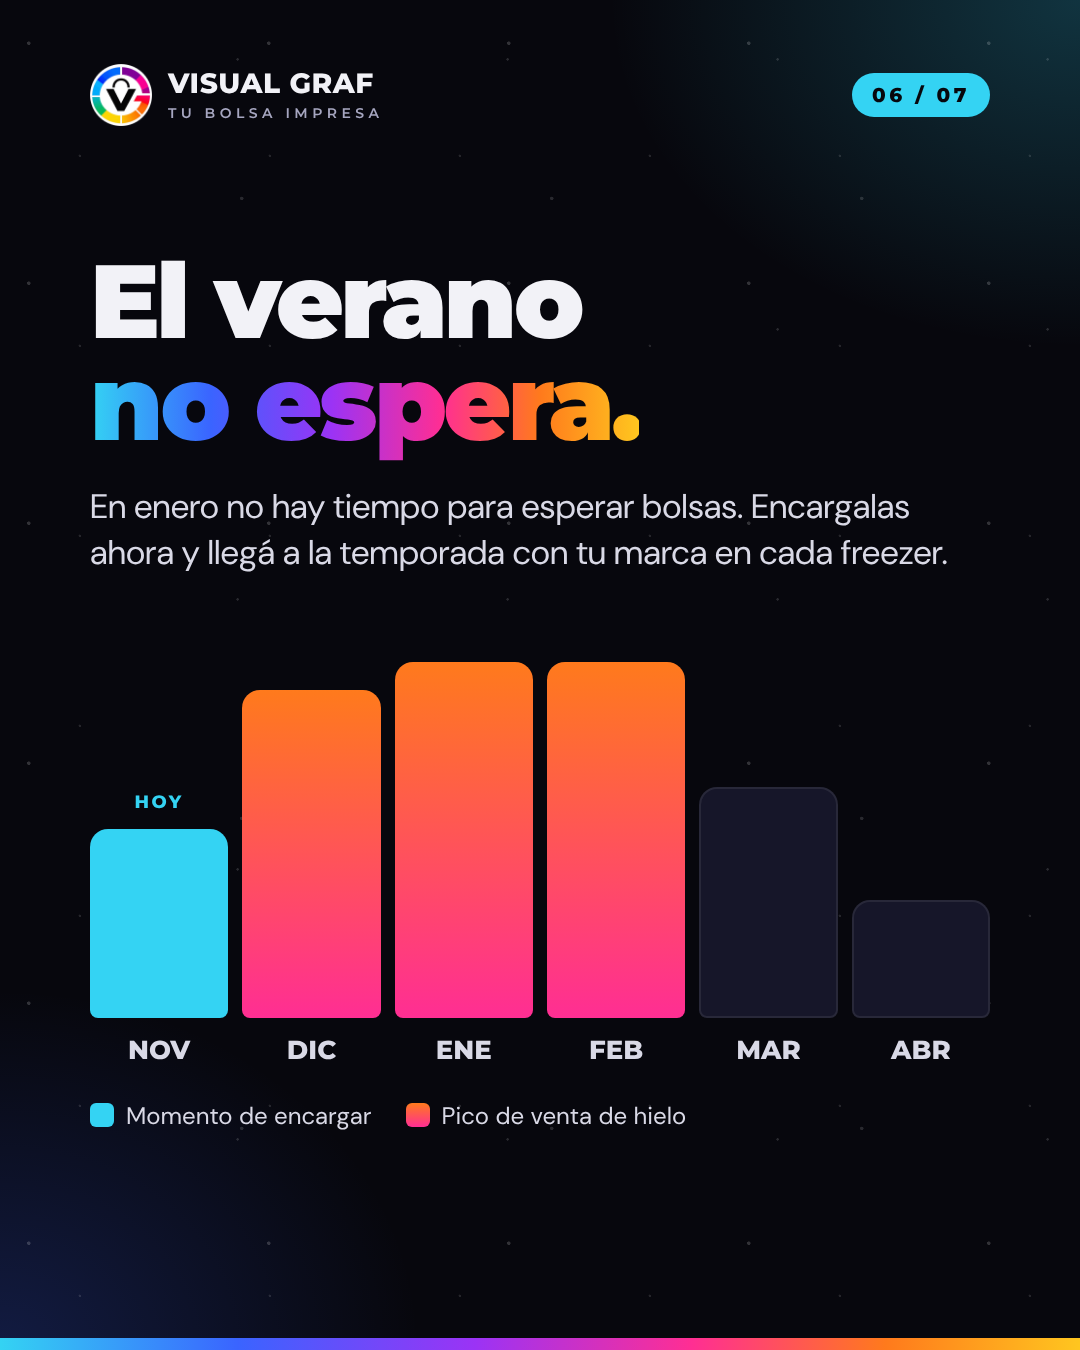 VISUAL GRAF
TU BOLSA IMPRESA
06 / 07
El verano
no espera.
En enero no hay tiempo para esperar bolsas. Encargalas
ahora y llegá a la temporada con tu marca en cada freezer.
HOY
NOV DIC ENE FEB MAR ABR
Momento de encargar Pico de venta de hielo